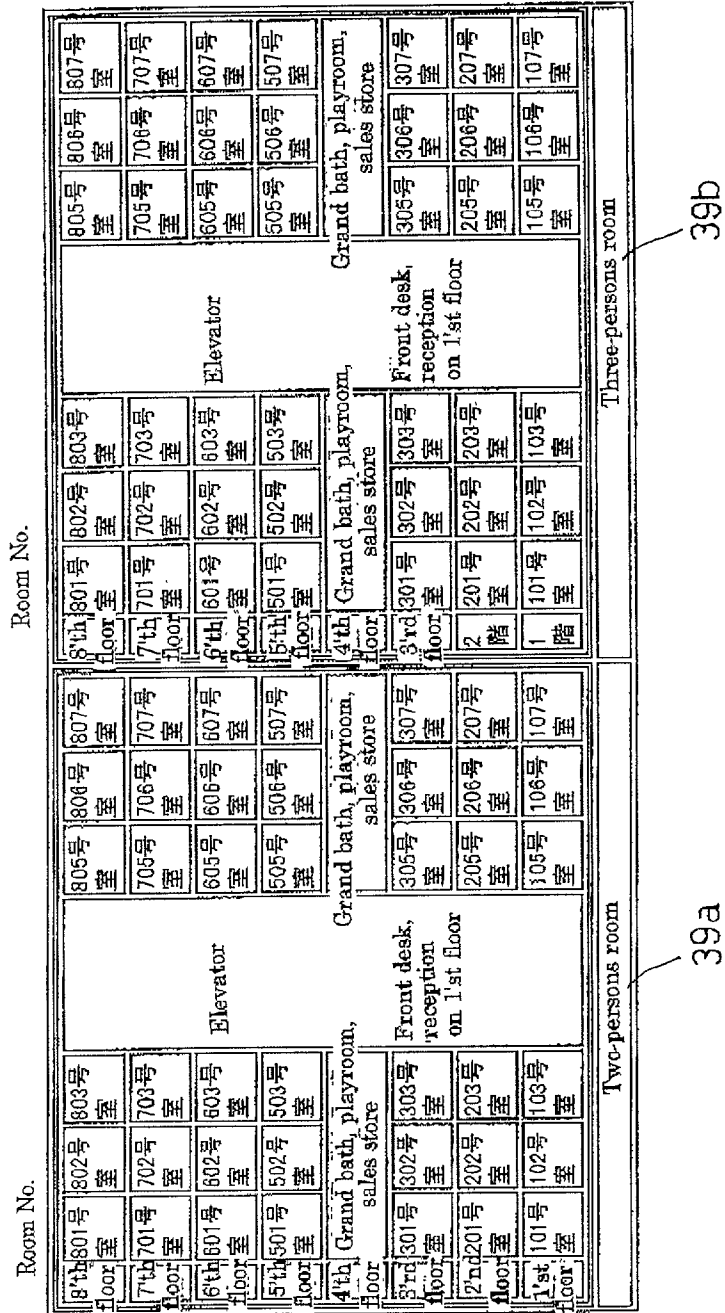 Room No.
8'th 801号 802号 803号 805号 806号 807号
floor 室 室 室 室 室 室
7'th 701号 702号 703号 705号 706号 707号
floor 室 室 室 室 室 室
6'th 601号 602号 603号 605号 606号 607号
floor 室 室 室 室 室 室
5'th 501号 502号 503号 505号 506号 507号
floor 室 室 室 室 室 室
Elevator
4'th Grand bath, playroom, Grand bath, playroom,
floor sales store sales store
3'rd 301号 302号 303号 305号 306号 307号
floor 室 室 室 室 室 室
2'nd 201号 202号 203号 205号 206号 207号
floor 室 室 室 室 室 室
1'st 101号 102号 103号 105号 106号 107号
floor 室 室 室 室 室 室
Front desk,
reception
on 1'st floor
Two-persons room
39a
Room No.
8'th 801号 802号 803号 805号 806号 807号
floor 室 室 室 室 室 室
7'th 701号 702号 703号 705号 706号 707号
floor 室 室 室 室 室 室
6'th 601号 602号 603号 605号 606号 607号
floor 室 室 室 室 室 室
5'th 501号 502号 503号 505号 506号 507号
floor 室 室 室 室 室 室
Elevator
4'th Grand bath, playroom, Grand bath, playroom,
floor sales store sales store
3'rd 301号 302号 303号 305号 306号 307号
floor 室 室 室 室 室 室
2 201号 202号 203号 205号 206号 207号
階 室 室 室 室 室 室
1 101号 102号 103号 105号 106号 107号
階 室 室 室 室 室 室
Front desk,
reception
on 1'st floor
Three-persons room
39b